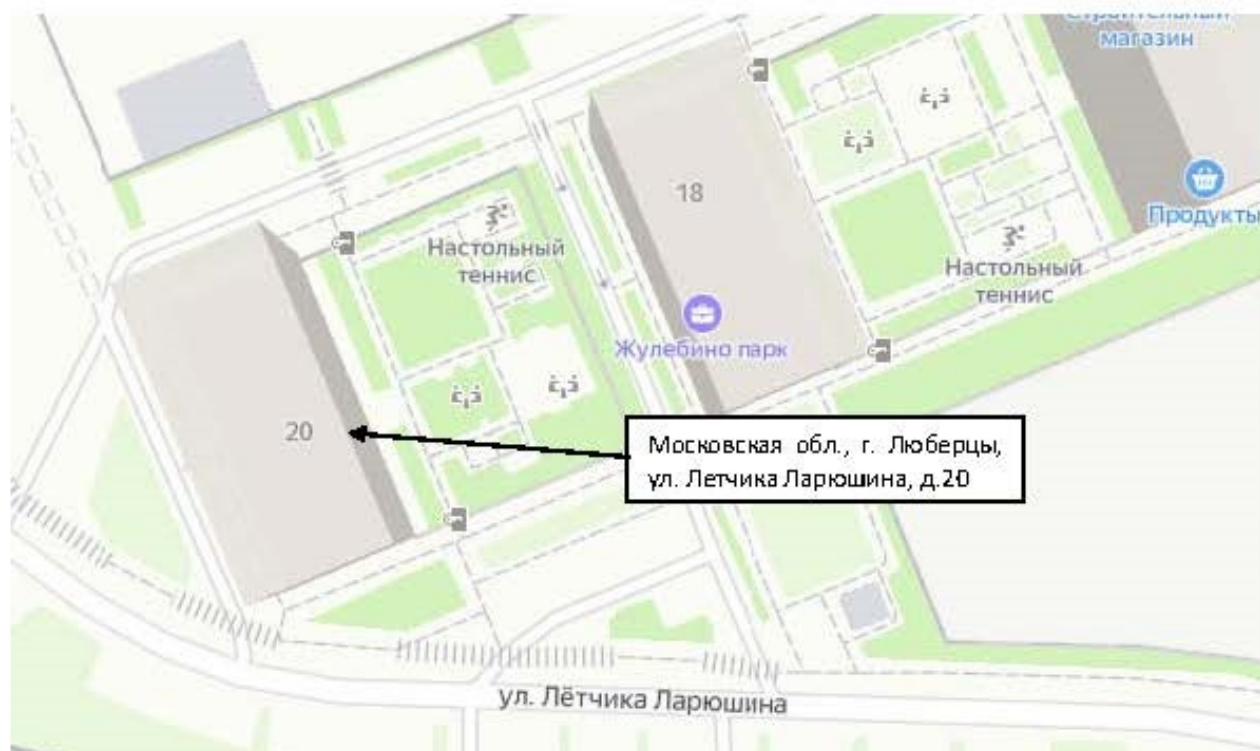 Строительный
магазин
18
Продукты
Настольный
теннис
Настольный
теннис
Жулебино парк
20
Московская обл., г. Люберцы,
ул. Летчика Ларюшина, д.20
ул. Лётчика Ларюшина